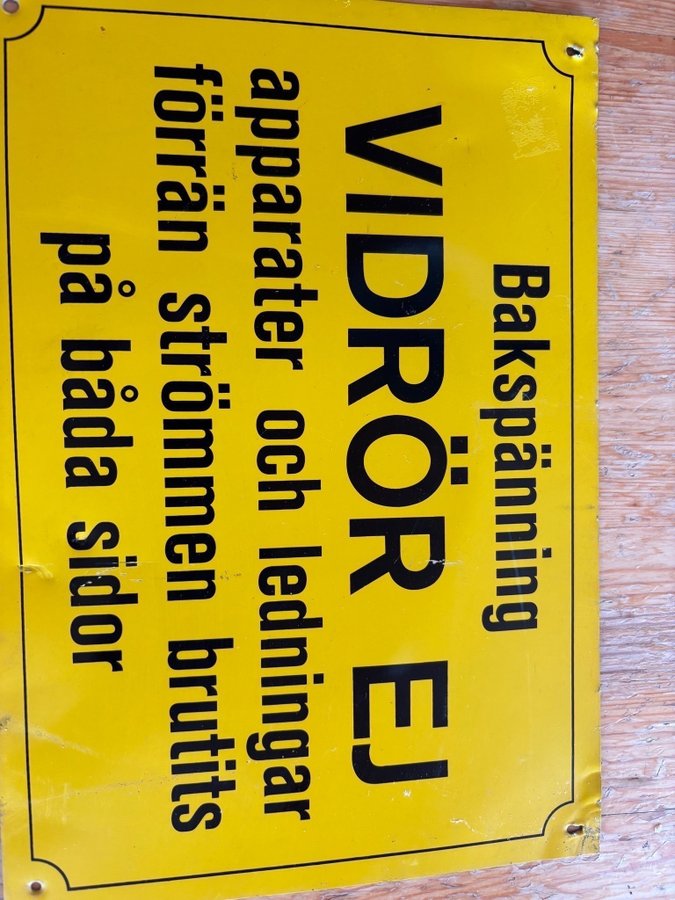 Bakspänning
VIDRÖR EJ
apparater och ledningar
förrän strömmen brutits
på båda sidor